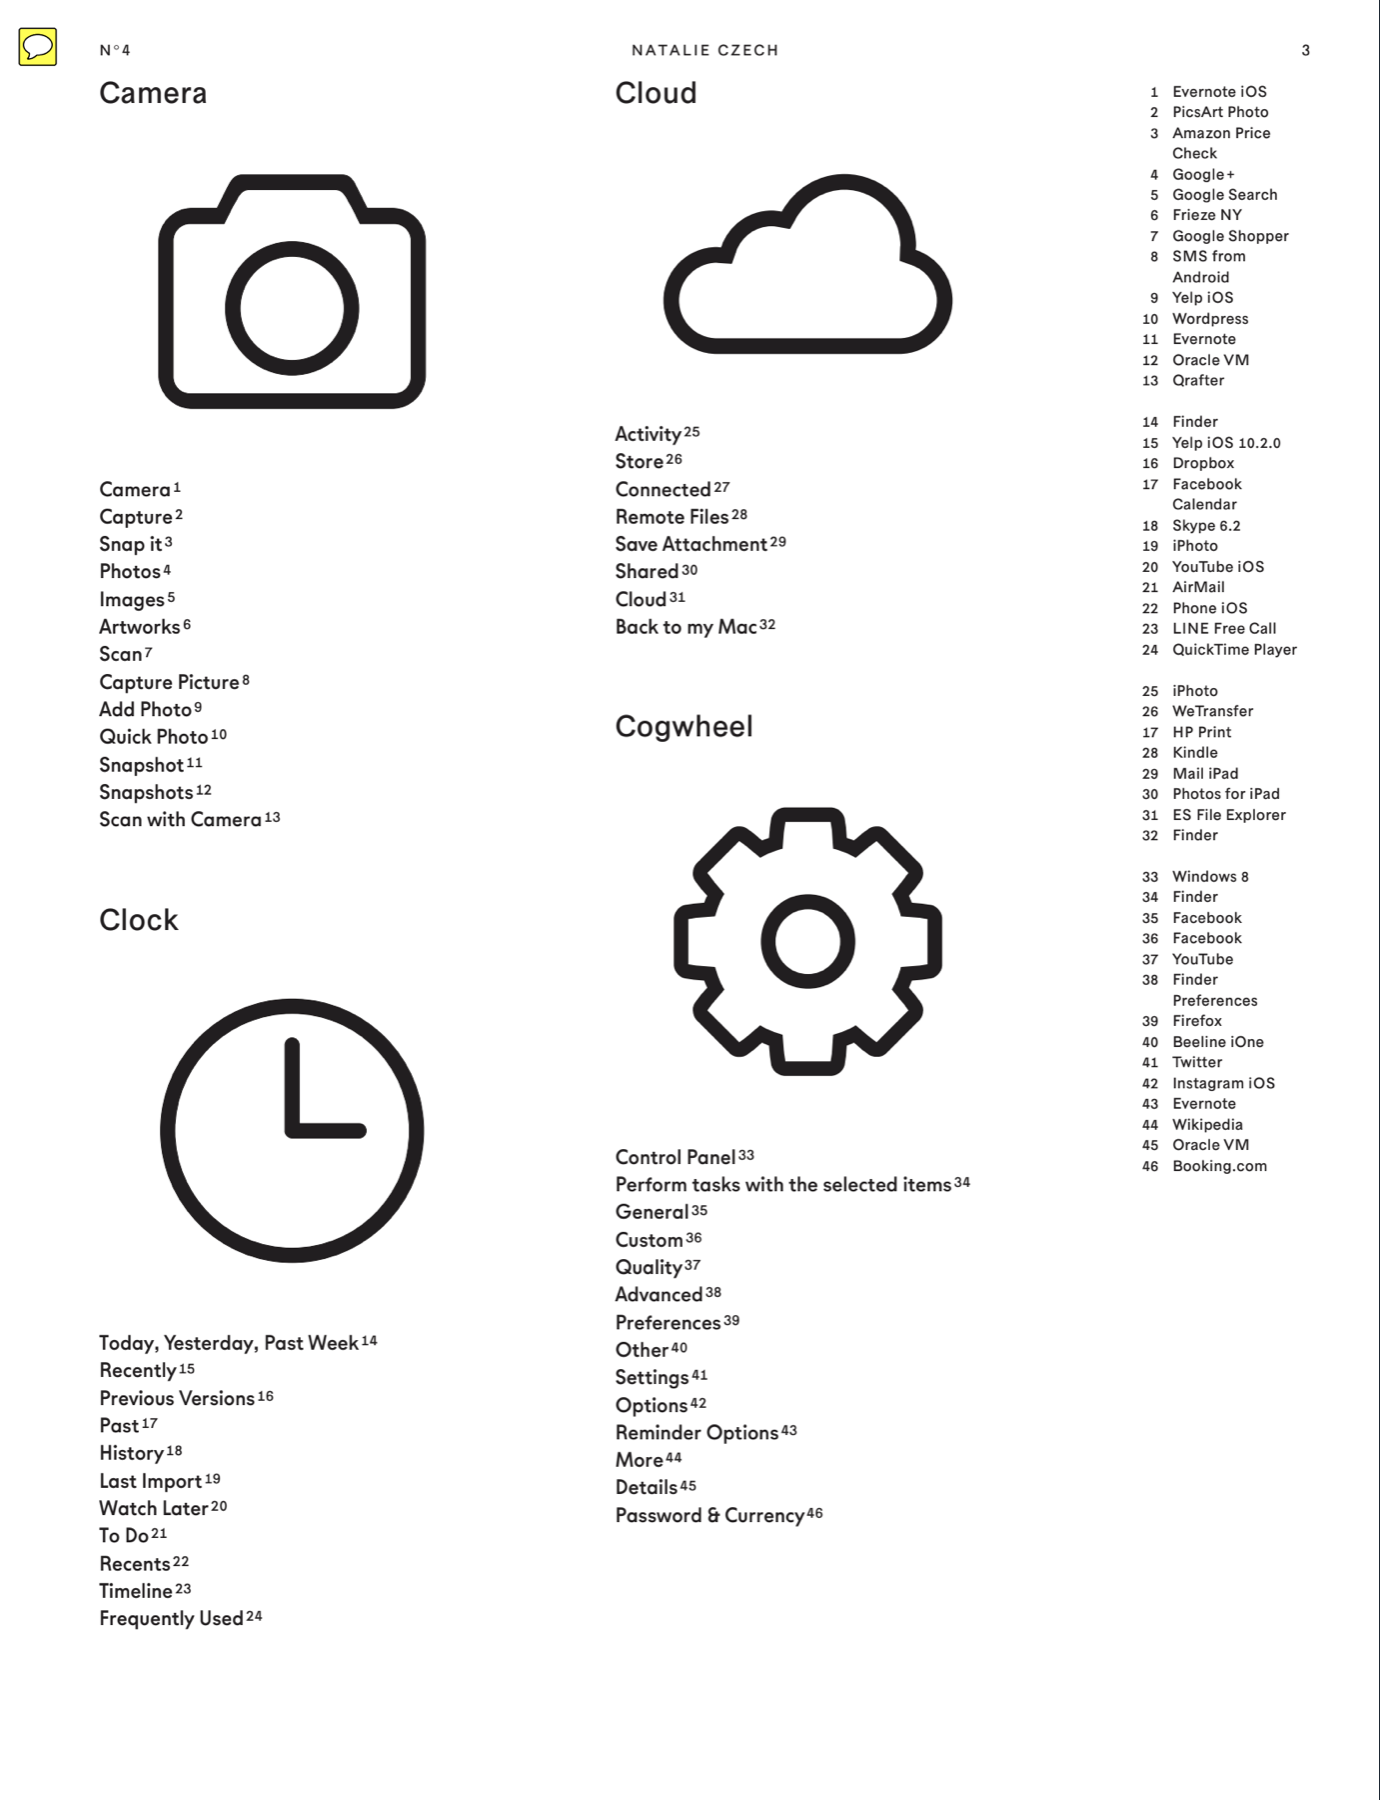 N°4
NATALIE CZECH
3
Camera
Camera 1
Capture 2
Snap it 3
Photos 4
Images 5
Artworks 6
Scan 7
Capture Picture 8
Add Photo 9
Quick Photo 10
Snapshot 11
Snapshots 12
Scan with Camera 13
Clock
Today, Yesterday, Past Week 14
Recently 15
Previous Versions 16
Past 17
History 18
Last Import 19
Watch Later 20
To Do 21
Recents 22
Timeline 23
Frequently Used 24
Cloud
Activity 25
Store 26
Connected 27
Remote Files 28
Save Attachment 29
Shared 30
Cloud 31
Back to my Mac 32
Cogwheel
Control Panel 33
Perform tasks with the selected items 34
General 35
Custom 36
Quality 37
Advanced 38
Preferences 39
Other 40
Settings 41
Options 42
Reminder Options 43
More 44
Details 45
Password & Currency 46
1 Evernote iOS
2 PicsArt Photo
3 Amazon Price
Check
4 Google+
5 Google Search
6 Frieze NY
7 Google Shopper
8 SMS from
Android
9 Yelp iOS
10 Wordpress
11 Evernote
12 Oracle VM
13 Qrafter
14 Finder
15 Yelp iOS 10.2.0
16 Dropbox
17 Facebook
Calendar
18 Skype 6.2
19 iPhoto
20 YouTube iOS
21 AirMail
22 Phone iOS
23 LINE Free Call
24 QuickTime Player
25 iPhoto
26 WeTransfer
17 HP Print
28 Kindle
29 Mail iPad
30 Photos for iPad
31 ES File Explorer
32 Finder
33 Windows 8
34 Finder
35 Facebook
36 Facebook
37 YouTube
38 Finder
Preferences
39 Firefox
40 Beeline iOne
41 Twitter
42 Instagram iOS
43 Evernote
44 Wikipedia
45 Oracle VM
46 Booking.com